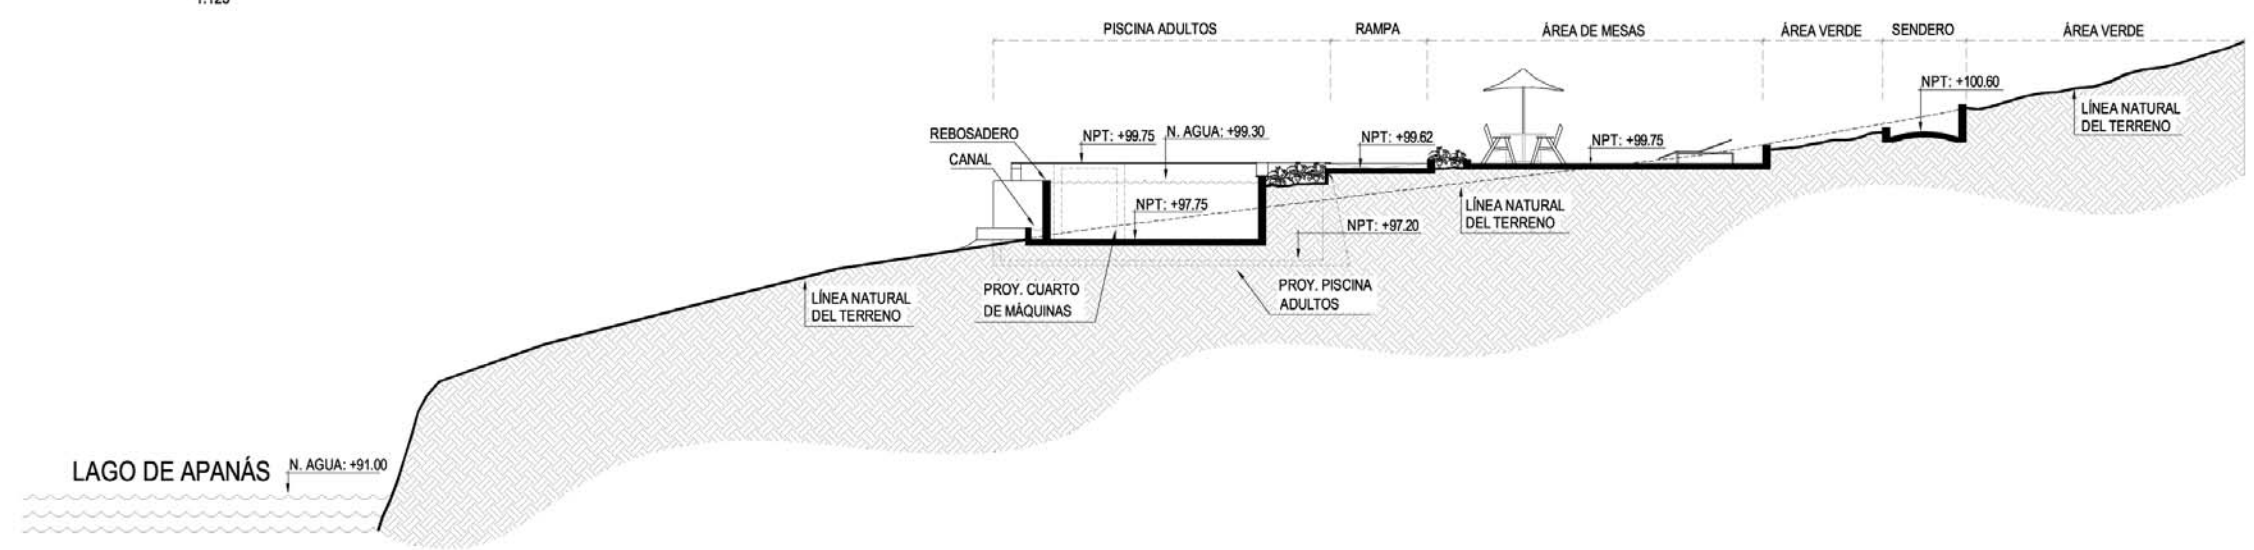 1:125
PISCINA ADULTOS
RAMPA
ÁREA DE MESAS
ÁREA VERDE
SENDERO
ÁREA VERDE
NPT: +100.60
LÍNEA NATURAL
DEL TERRENO
REBOSADERO
NPT: +99.75
N. AGUA: +99.30
NPT: +99.62
NPT: +99.75
CANAL
NPT: +97.75
LÍNEA NATURAL
DEL TERRENO
NPT: +97.20
LÍNEA NATURAL
DEL TERRENO
PROY. CUARTO
DE MÁQUINAS
PROY. PISCINA
ADULTOS
LAGO DE APANÁS
N. AGUA: +91.00